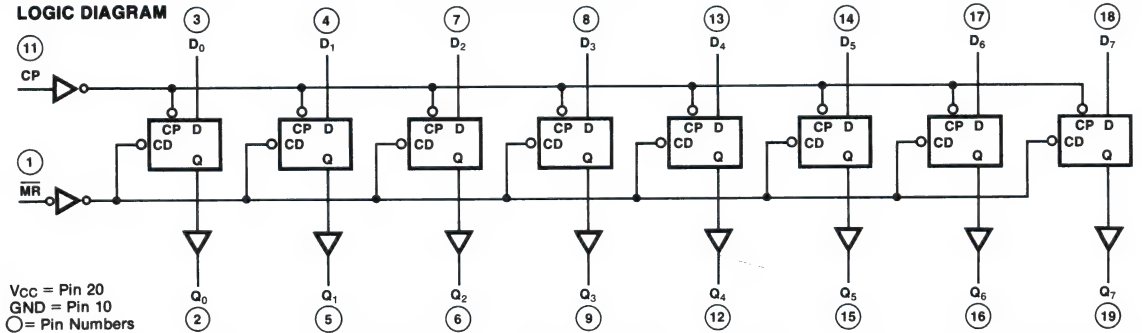 LOGIC DIAGRAM
3 4 7 8 13 14 17 18
11 D₀ D₁ D₂ D₃ D₄ D₅ D₆ D₇
CP
CP D CP D CP D CP D CP D CP D CP D CP D
CD CD CD CD CD CD CD CD
1 Q Q Q Q Q Q Q Q
M̅R̅
VCC = Pin 20
GND = Pin 10
◯ = Pin Numbers
Q₀ Q₁ Q₂ Q₃ Q₄ Q₅ Q₆ Q₇
2 5 6 9 12 15 16 19